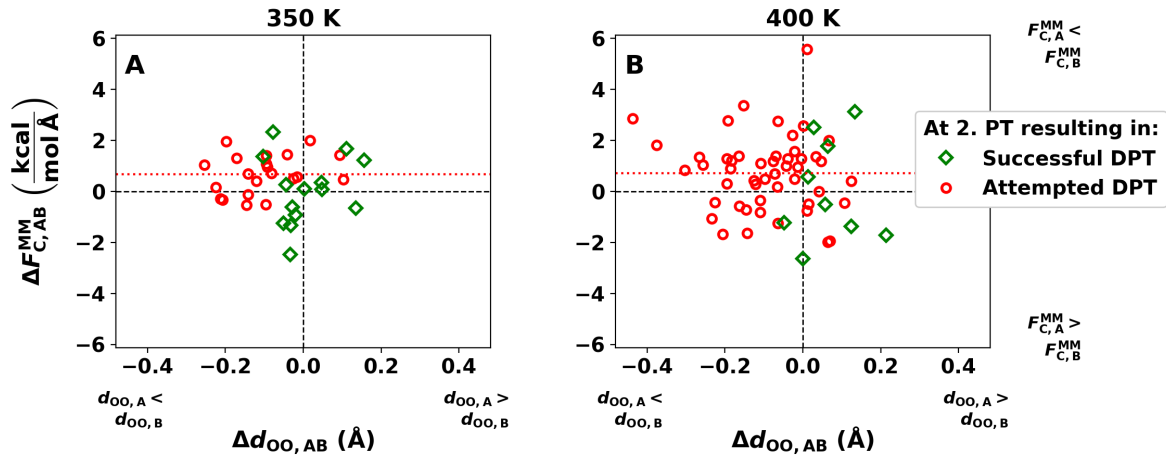 350 K
400 K
A
B
6
4
2
0
−2
−4
−6
6
4
2
0
−2
−4
−6
−0.4 −0.2 0.0 0.2 0.4
−0.4 −0.2 0.0 0.2 0.4
ΔF^MM_C,AB (kcal / mol Å)
d_OO,A <
d_OO,B
d_OO,A >
d_OO,B
d_OO,A <
d_OO,B
d_OO,A >
d_OO,B
Δd_OO,AB (Å)
Δd_OO,AB (Å)
F^MM_C,A <
F^MM_C,B
At 2. PT resulting in:
Successful DPT
Attempted DPT
F^MM_C,A >
F^MM_C,B